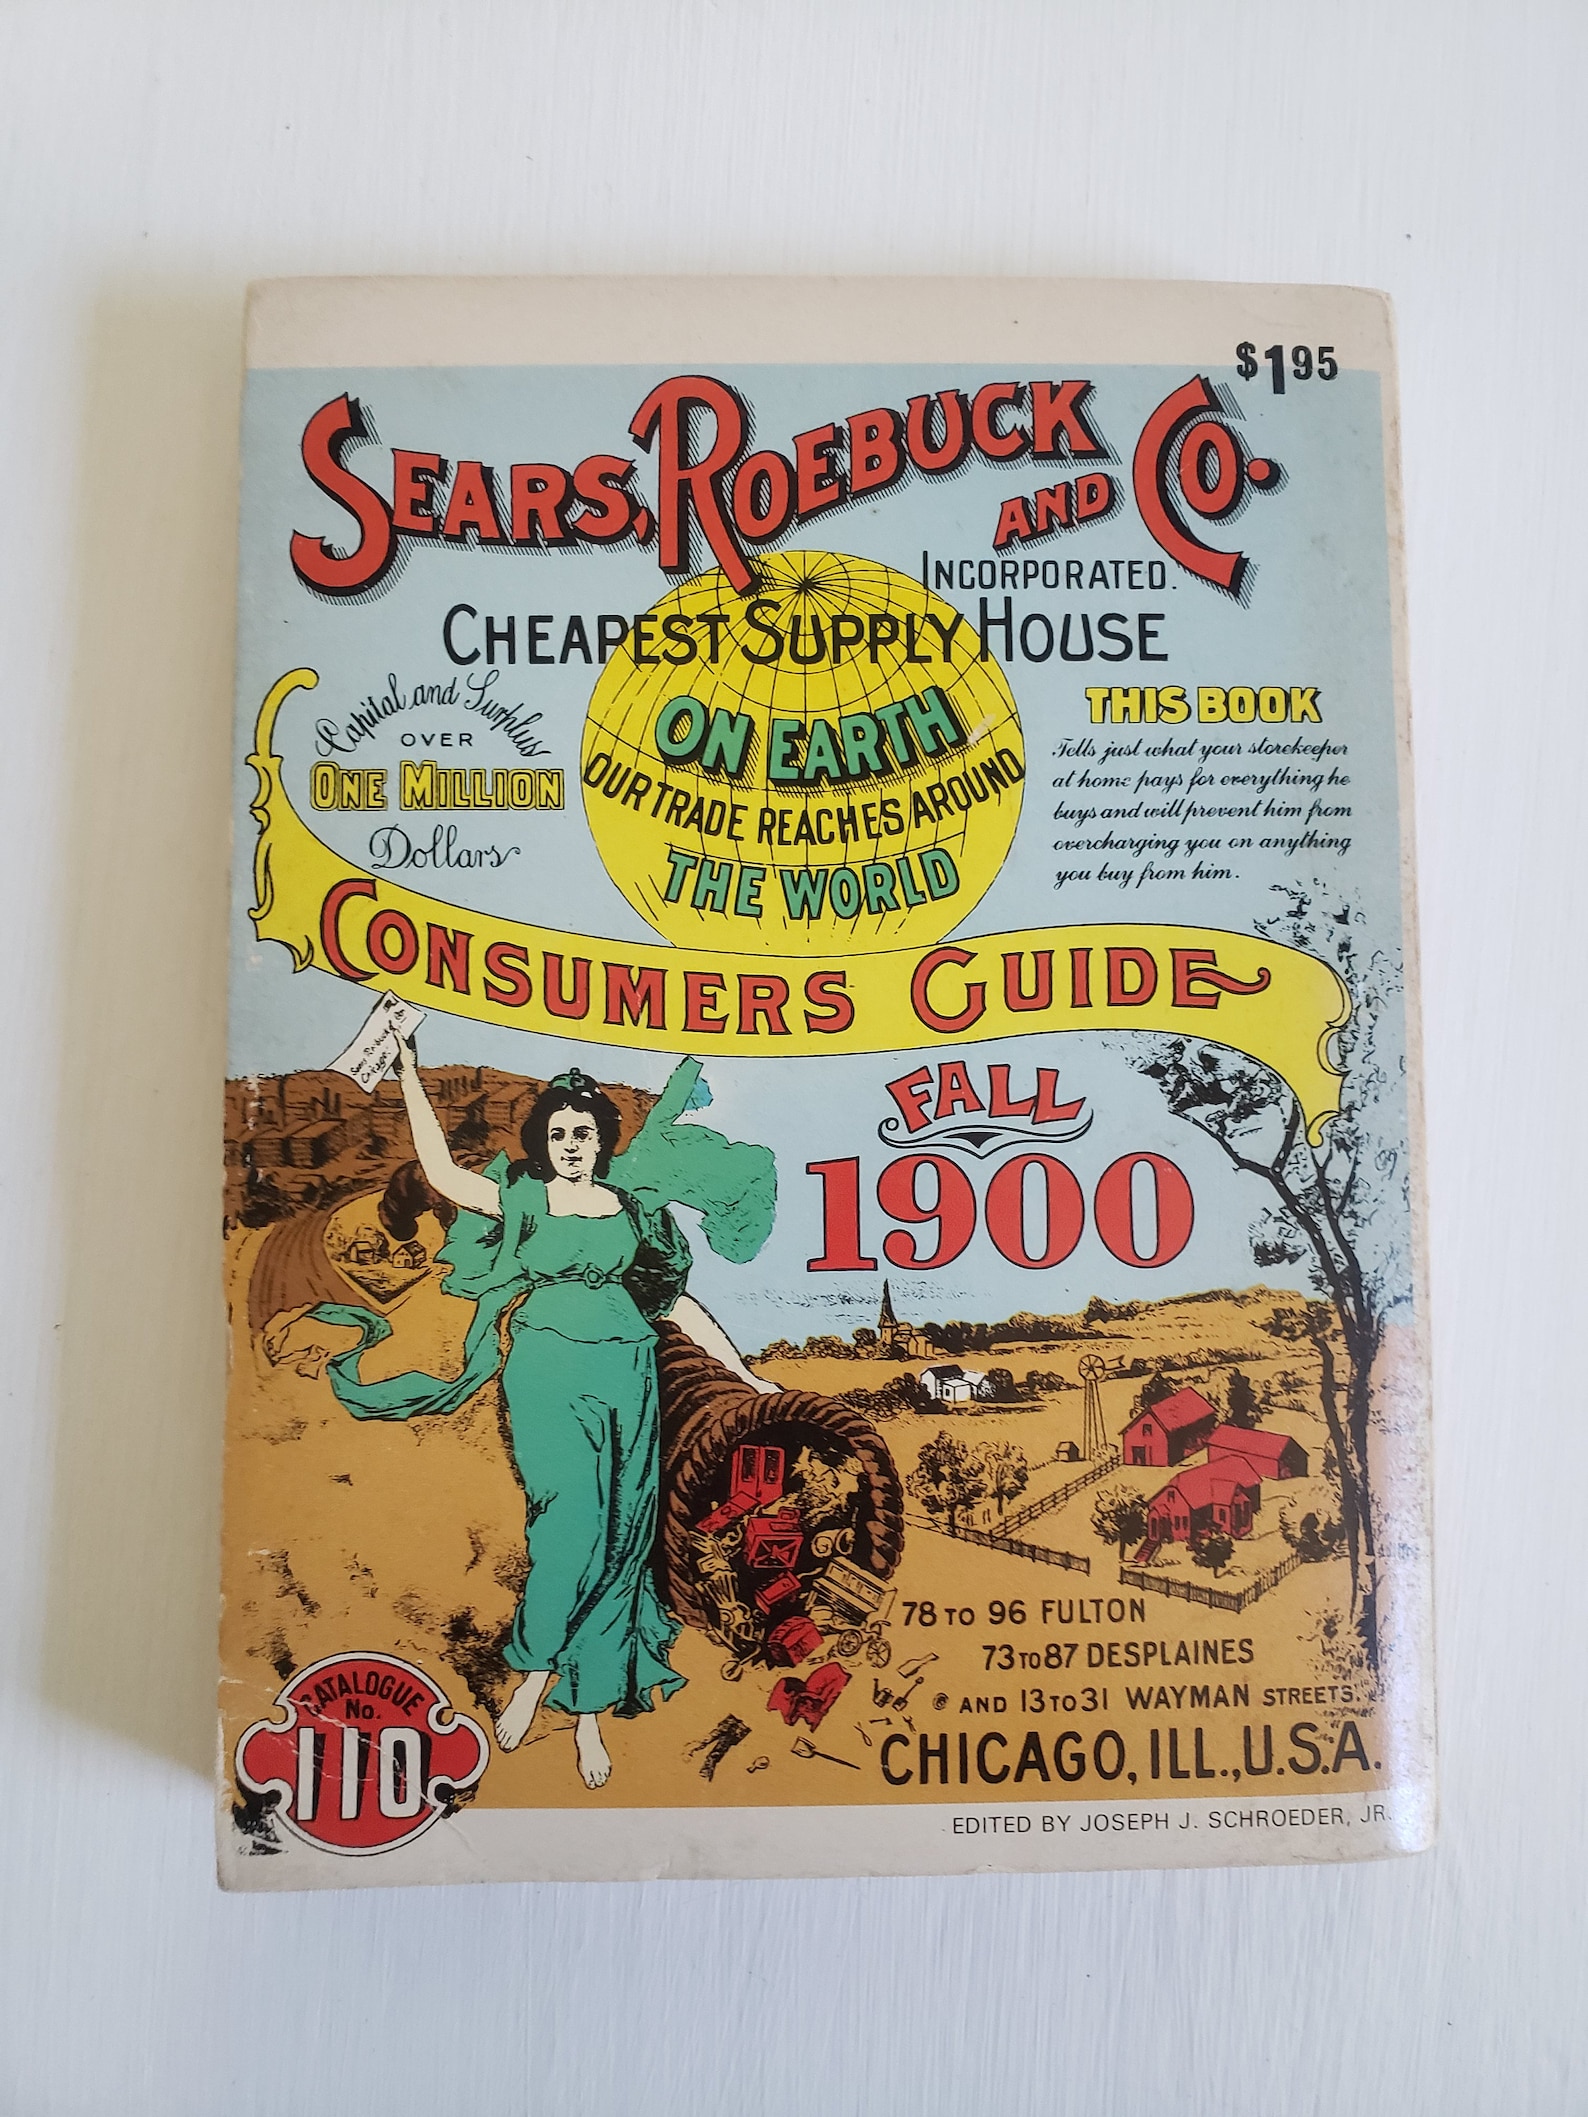 $1.95
SEARS, ROEBUCK AND CO.
INCORPORATED.
CHEAPEST SUPPLY HOUSE
ON EARTH
OUR TRADE REACHES AROUND
THE WORLD
Capital and Surplus
OVER
ONE MILLION
Dollars
THIS BOOK
Tells just what your storekeeper
at home pays for everything he
buys and will prevent him from
overcharging you on anything
you buy from him.
CONSUMERS GUIDE
FALL
1900
Sears Roebuck & Co
Chicago
78 TO 96 FULTON
73 TO 87 DESPLAINES
AND 13 TO 31 WAYMAN STREETS.
CHICAGO, ILL., U.S.A.
CATALOGUE
No.
110
EDITED BY JOSEPH J. SCHROEDER, JR.